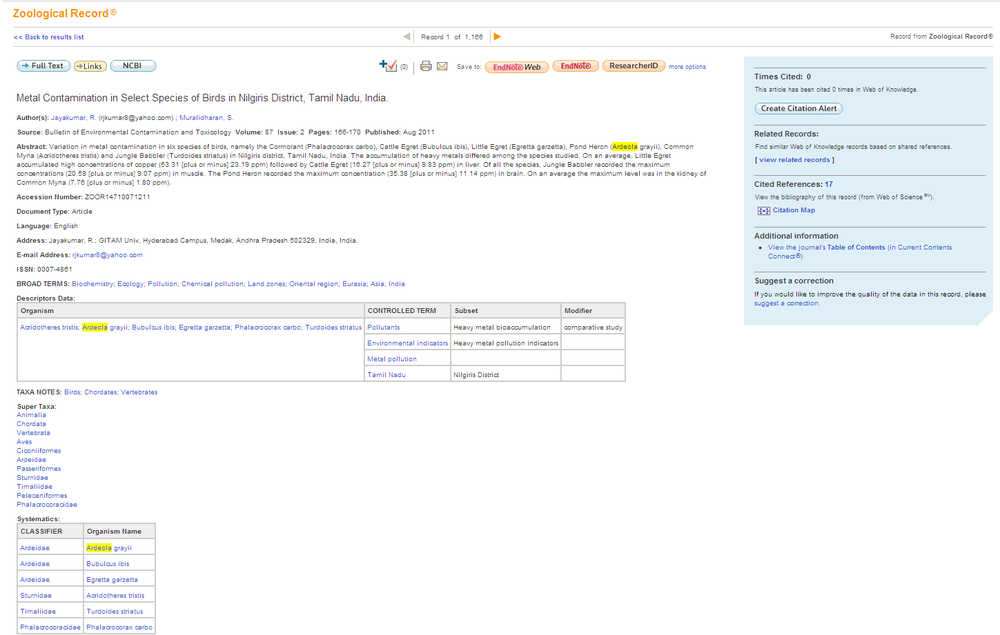 Zoological Record ®
<< Back to results list
Record 1 of 1,166
Record from Zoological Record®
Full Text
Links
NCBI
(0)
Save to:
EndNote Web
EndNote
ResearcherID
more options
Metal Contamination in Select Species of Birds in Nilgiris District, Tamil Nadu, India.
Author(s): Jayakumar, R. (rjkumar8@yahoo.com) ; Muralidharan, S.
Source: Bulletin of Environmental Contamination and Toxicology Volume: 87 Issue: 2 Pages: 166-170 Published: Aug 2011
Abstract: Variation in metal contamination in six species of birds, namely the Cormorant (Phalacrocorax carbo), Cattle Egret (Bubulcus ibis), Little Egret (Egretta garzetta), Pond Heron (Ardeola grayii), Common
Myna (Acridotheres tristis) and Jungle Babbler (Turdoides striatus) in Nilgiris district, Tamil Nadu, India. The accumulation of heavy metals differed among the species studied. On an average, Little Egret
accumulated high concentrations of copper (53.31 [plus or minus] 23.19 ppm) followed by Cattle Egret (16.27 [plus or minus] 9.83 ppm) in liver. Of all the species, Jungle Babbler recorded the maximum
concentrations (20.59 [plus or minus] 9.07 ppm) in muscle. The Pond Heron recorded the maximum concentration (35.38 [plus or minus] 11.14 ppm) in brain. On an average the maximum level was in the kidney of
Common Myna (7.76 [plus or minus] 1.80 ppm).
Accession Number: ZOOR14710071211
Document Type: Article
Language: English
Address: Jayakumar, R.; GITAM Univ, Hyderabad Campus, Medak, Andhra Pradesh 502329, India, India.
E-mail Address: rjkumar8@yahoo.com
ISSN: 0007-4861
BROAD TERMS: Biochemistry; Ecology; Pollution; Chemical pollution; Land zones; Oriental region; Eurasia; Asia; India
Descriptors Data:
Organism CONTROLLED TERM Subset Modifier
Acridotheres tristis; Ardeola grayii; Bubulcus ibis; Egretta garzetta; Phalacrocorax carbo; Turdoides striatus Pollutants Heavy metal bioaccumulation comparative study
Environmental indicators Heavy metal pollution indicators
Metal pollution
Tamil Nadu Nilgiris District
TAXA NOTES: Birds; Chordates; Vertebrates
Super Taxa:
Animalia
Chordata
Vertebrata
Aves
Ciconiiformes
Ardeidae
Passeriformes
Sturnidae
Timaliidae
Pelecaniformes
Phalacrocoracidae
Systematics:
CLASSIFIER Organism Name
Ardeidae Ardeola grayii
Ardeidae Bubulcus ibis
Ardeidae Egretta garzetta
Sturnidae Acridotheres tristis
Timaliidae Turdoides striatus
Phalacrocoracidae Phalacrocorax carbo
Times Cited: 0
This article has been cited 0 times in Web of Knowledge.
Create Citation Alert
Related Records:
Find similar Web of Knowledge records based on shared references.
[ view related records ]
Cited References: 17
View the bibliography of this record (from Web of Science ℠).
Citation Map
Additional information
• View the journal's Table of Contents (in Current Contents
Connect®)
Suggest a correction
If you would like to improve the quality of the data in this record, please
suggest a correction.